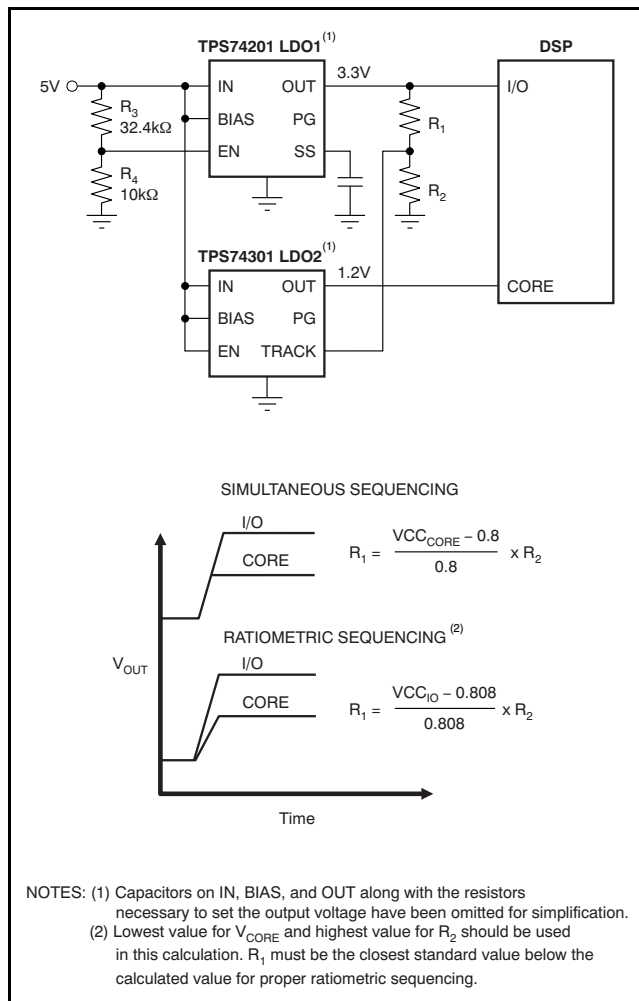 TPS74201 LDO1(1)
DSP
5V
IN OUT 3.3V I/O
R3
32.4kΩ
BIAS PG
R1
EN SS
R4
10kΩ
R2
TPS74301 LDO2(1)
IN OUT 1.2V CORE
BIAS PG
EN TRACK
SIMULTANEOUS SEQUENCING
I/O
CORE
R1 = VCCCORE – 0.8 / 0.8 x R2
RATIOMETRIC SEQUENCING (2)
VOUT
I/O
CORE
R1 = VCCIO – 0.808 / 0.808 x R2
Time
NOTES: (1) Capacitors on IN, BIAS, and OUT along with the resistors
necessary to set the output voltage have been omitted for simplification.
(2) Lowest value for VCORE and highest value for R2 should be used
in this calculation. R1 must be the closest standard value below the
calculated value for proper ratiometric sequencing.